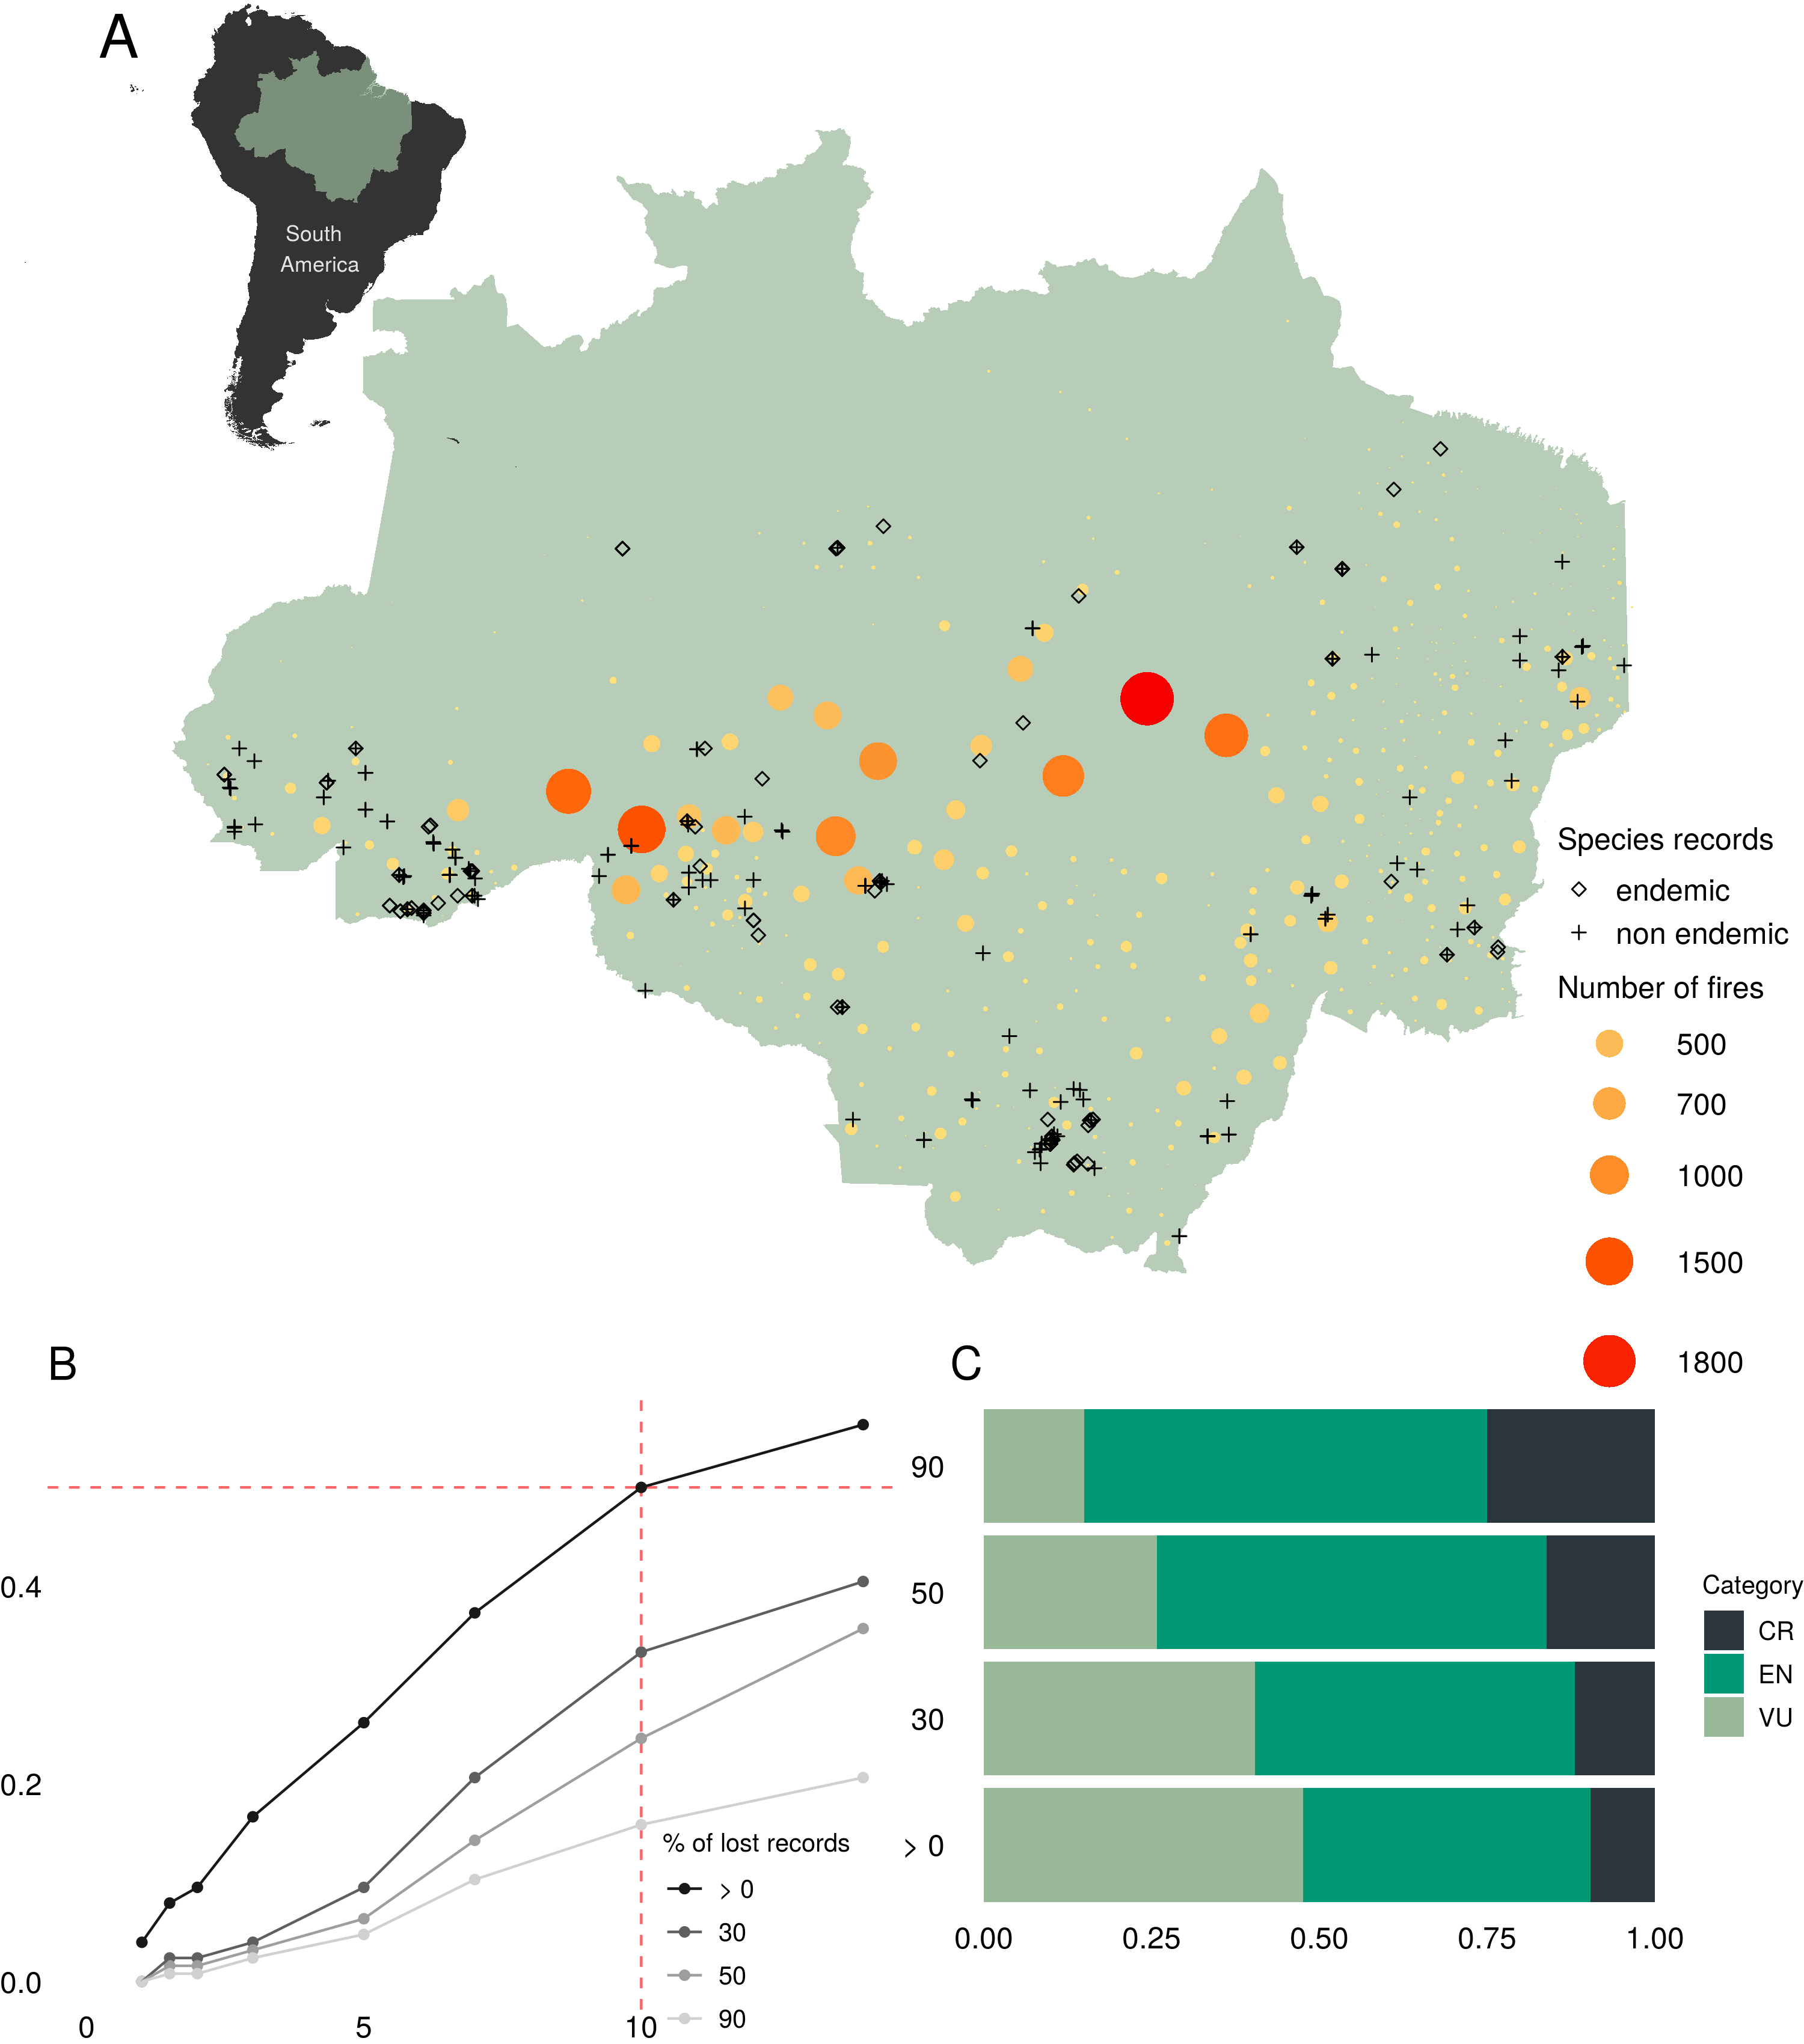 A
South
America
Species records
endemic
non endemic
Number of fires
500
700
1000
1500
1800
B
0.4
0.2
0.0
0
5
10
% of lost records
> 0
30
50
90
C
90
50
30
> 0
0.00
0.25
0.50
0.75
1.00
Category
CR
EN
VU